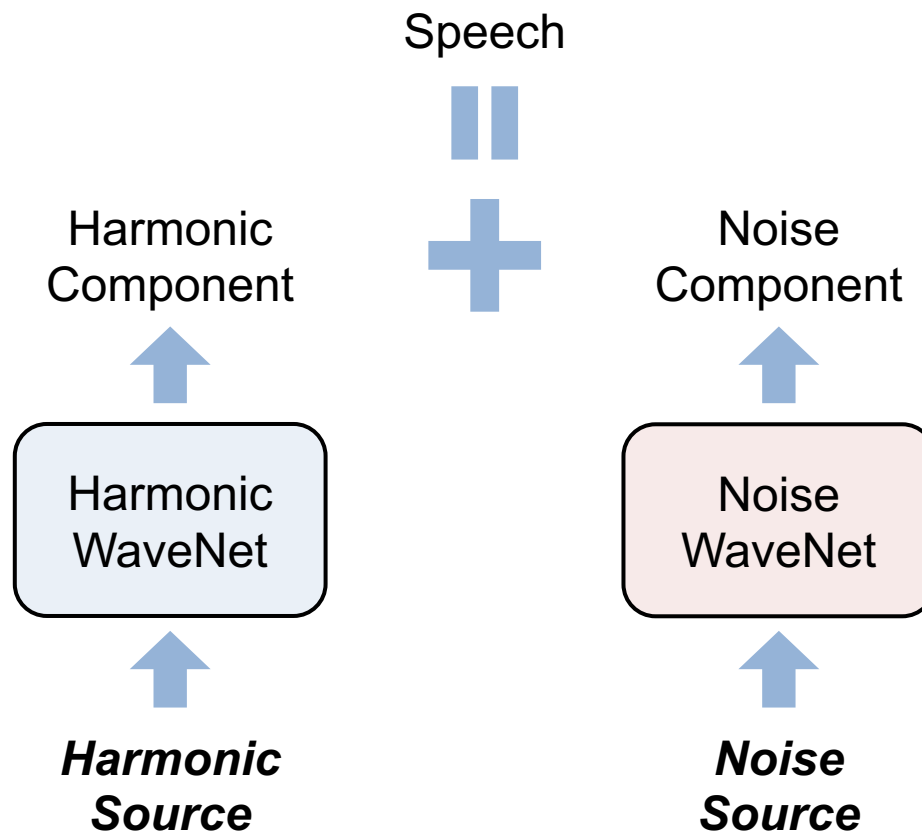 Speech
Harmonic
Component
Noise
Component
Harmonic
WaveNet
Noise
WaveNet
Harmonic
Source
Noise
Source